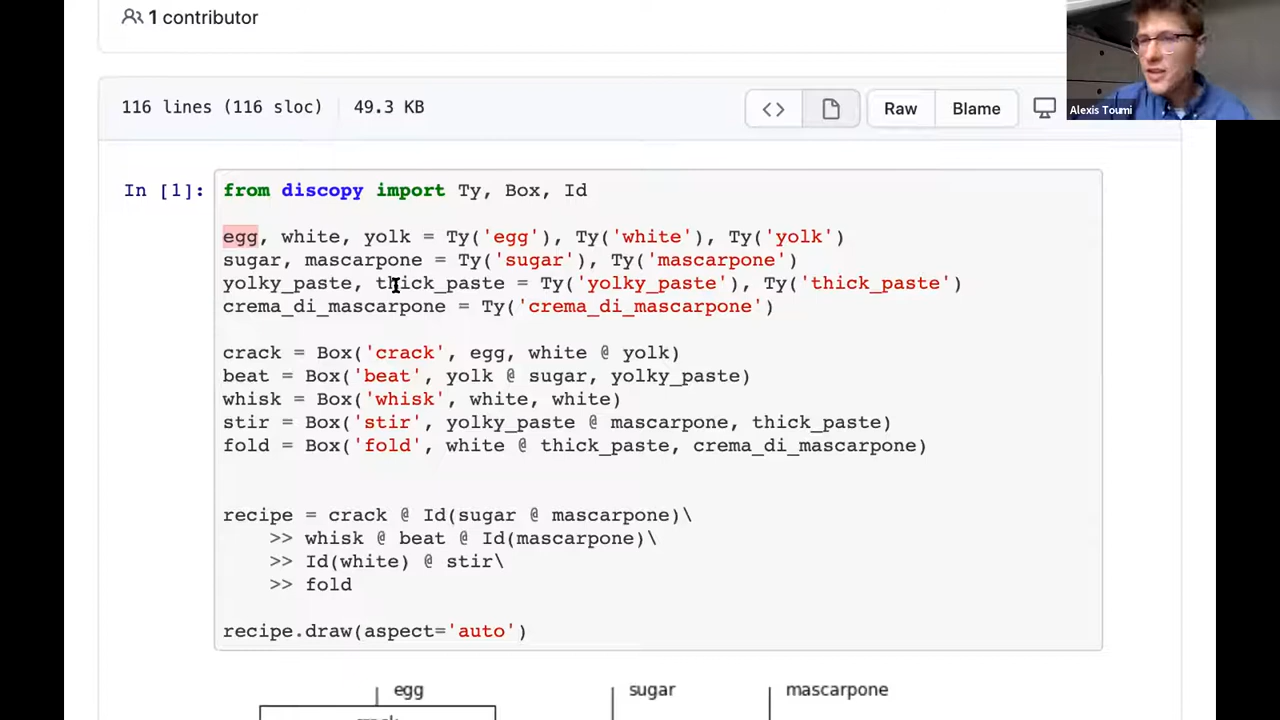 1 contributor
116 lines (116 sloc) 49.3 KB
<> Raw Blame
Alexis Toumi
In [1]: from discopy import Ty, Box, Id
egg, white, yolk = Ty('egg'), Ty('white'), Ty('yolk')
sugar, mascarpone = Ty('sugar'), Ty('mascarpone')
yolky_paste, thick_paste = Ty('yolky_paste'), Ty('thick_paste')
crema_di_mascarpone = Ty('crema_di_mascarpone')
crack = Box('crack', egg, white @ yolk)
beat = Box('beat', yolk @ sugar, yolky_paste)
whisk = Box('whisk', white, white)
stir = Box('stir', yolky_paste @ mascarpone, thick_paste)
fold = Box('fold', white @ thick_paste, crema_di_mascarpone)
recipe = crack @ Id(sugar @ mascarpone)\
>> whisk @ beat @ Id(mascarpone)\
>> Id(white) @ stir\
>> fold
recipe.draw(aspect='auto')
egg sugar mascarpone
crack